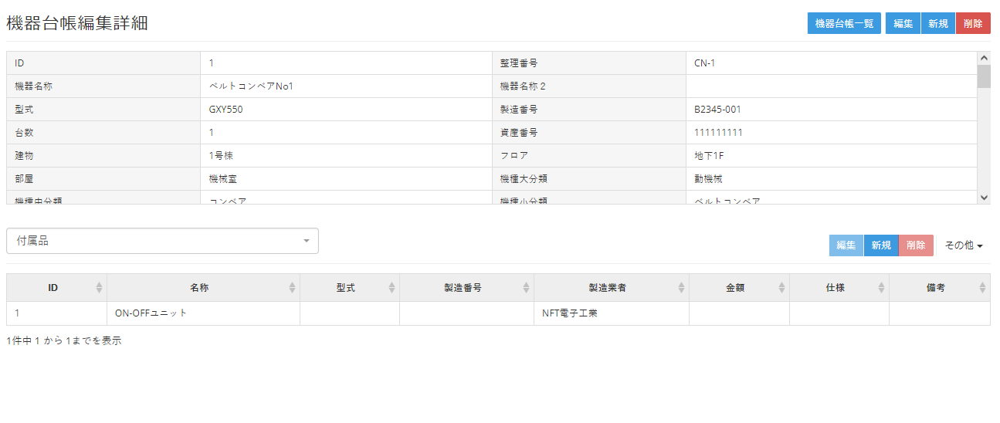 機器台帳編集詳細 機器台帳一覧 編集 新規 削除
ID 1 整理番号 CN-1
機器名称 ベルトコンベアNo1 機器名称２
型式 GXY550 製造番号 B2345-001
台数 1 資産番号 111111111
建物 1号棟 フロア 地下1F
部屋 機械室 機種大分類 動機械
機種中分類 コンベア 機種小分類 ベルトコンベア
付属品 編集 新規 削除 その他
ID 名称 型式 製造番号 製造業者 金額 仕様 備考
1 ON-OFFユニット NFT電子工業
1件中 1 から 1までを表示